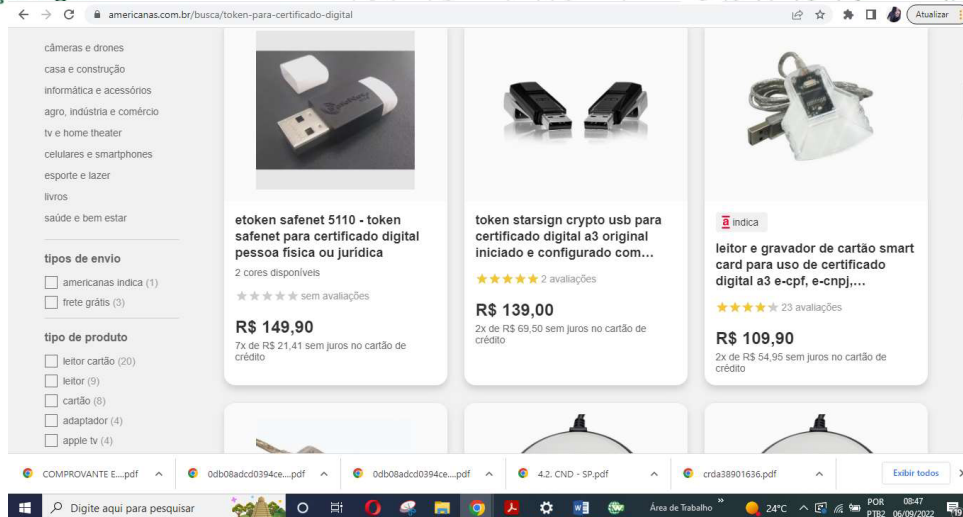 americanas.com.br/busca/token-para-certificado-digital
Atualizar
câmeras e drones
casa e construção
informática e acessórios
agro, indústria e comércio
tv e home theater
celulares e smartphones
esporte e lazer
livros
saúde e bem estar
tipos de envio
americanas indica (1)
frete grátis (3)
tipo de produto
leitor cartão (20)
leitor (9)
cartão (8)
adaptador (4)
apple tv (4)
etoken safenet 5110 - token
safenet para certificado digital
pessoa física ou jurídica
2 cores disponíveis
sem avaliações
R$ 149,90
7x de R$ 21,41 sem juros no cartão de
crédito
token starsign crypto usb para
certificado digital a3 original
iniciado e configurado com...
2 avaliações
R$ 139,00
2x de R$ 69,50 sem juros no cartão de
crédito
a indica
leitor e gravador de cartão smart
card para uso de certificado
digital a3 e-cpf, e-cnpj,...
23 avaliações
R$ 109,90
2x de R$ 54,95 sem juros no cartão de
crédito
COMPROVANTE E....pdf
0db08adcd0394ce....pdf
0db08adcd0394ce....pdf
4.2. CND - SP.pdf
crda38901636.pdf
Exibir todos
Digite aqui para pesquisar
Área de Trabalho
24°C
POR
PTB2
08:47
06/09/2022